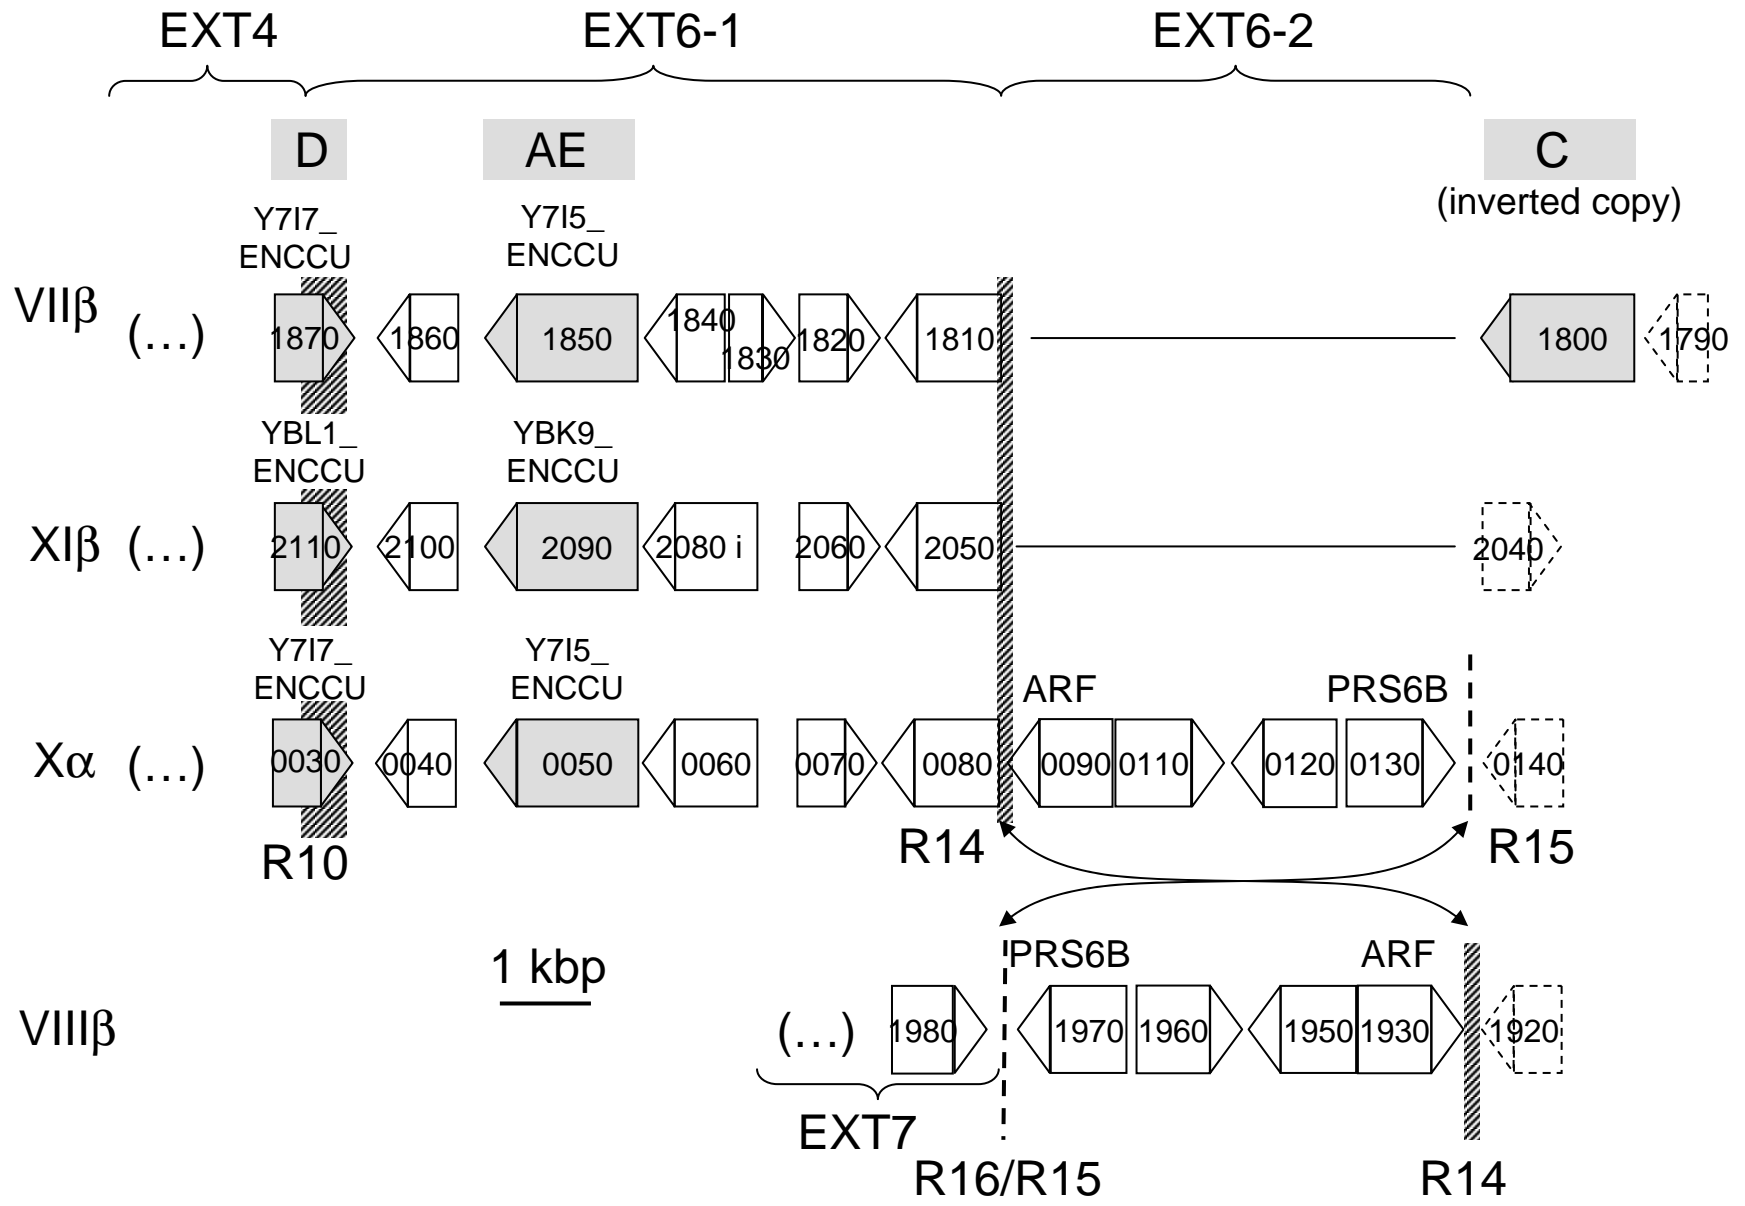 EXT4 EXT6-1 EXT6-2
D AE C
(inverted copy)
Y7I7_
ENCCU
Y7I5_
ENCCU
VIIβ (...) 1870 1860 1850 1840 1830 1820 1810 1800 1790
YBL1_
ENCCU
YBK9_
ENCCU
XIβ (...) 2110 2100 2090 2080 i 2060 2050 2040
Y7I7_
ENCCU
Y7I5_
ENCCU
ARF PRS6B
Xα (...) 0030 0040 0050 0060 0070 0080 0090 0110 0120 0130 0140
R10 R14 R15
1 kbp
PRS6B ARF
VIIIβ (...) 1980 1970 1960 1950 1930 1920
EXT7
R16/R15 R14